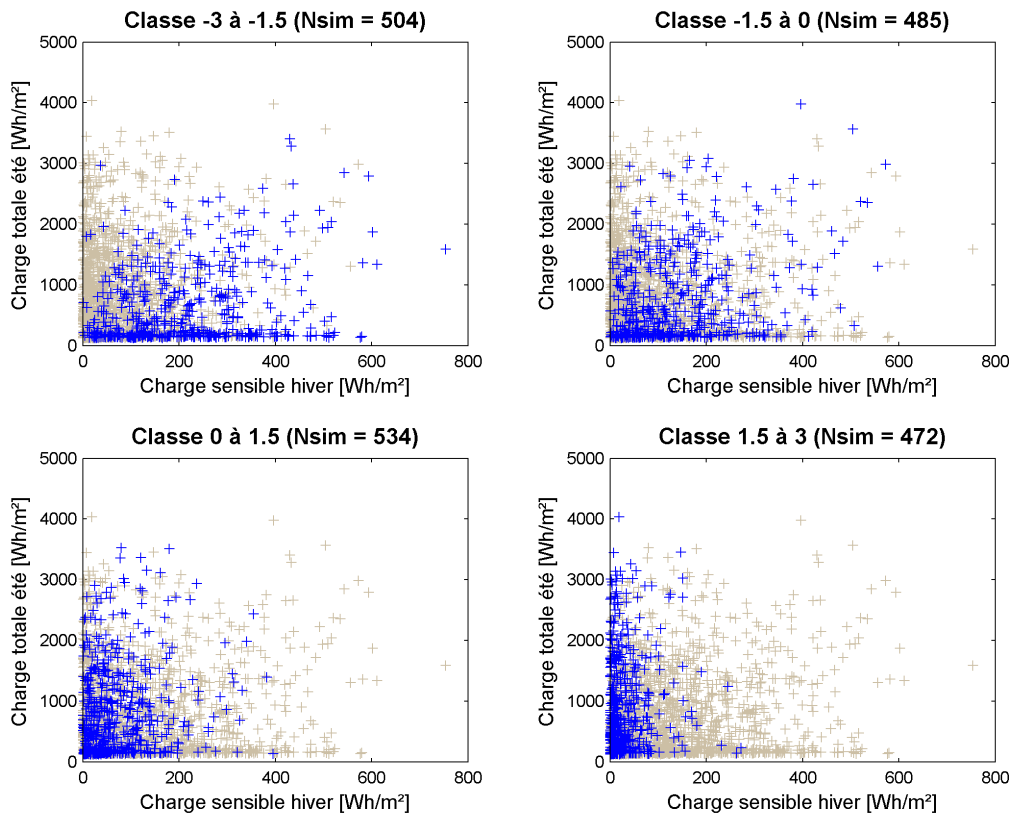 Classe -3 à -1.5 (Nsim = 504)
5000
4000
3000
2000
1000
0
Charge totale été [Wh/m²]
0 200 400 600 800
Charge sensible hiver [Wh/m²]
Classe -1.5 à 0 (Nsim = 485)
5000
4000
3000
2000
1000
0
Charge totale été [Wh/m²]
0 200 400 600 800
Charge sensible hiver [Wh/m²]
Classe 0 à 1.5 (Nsim = 534)
5000
4000
3000
2000
1000
0
Charge totale été [Wh/m²]
0 200 400 600 800
Charge sensible hiver [Wh/m²]
Classe 1.5 à 3 (Nsim = 472)
5000
4000
3000
2000
1000
0
Charge totale été [Wh/m²]
0 200 400 600 800
Charge sensible hiver [Wh/m²]